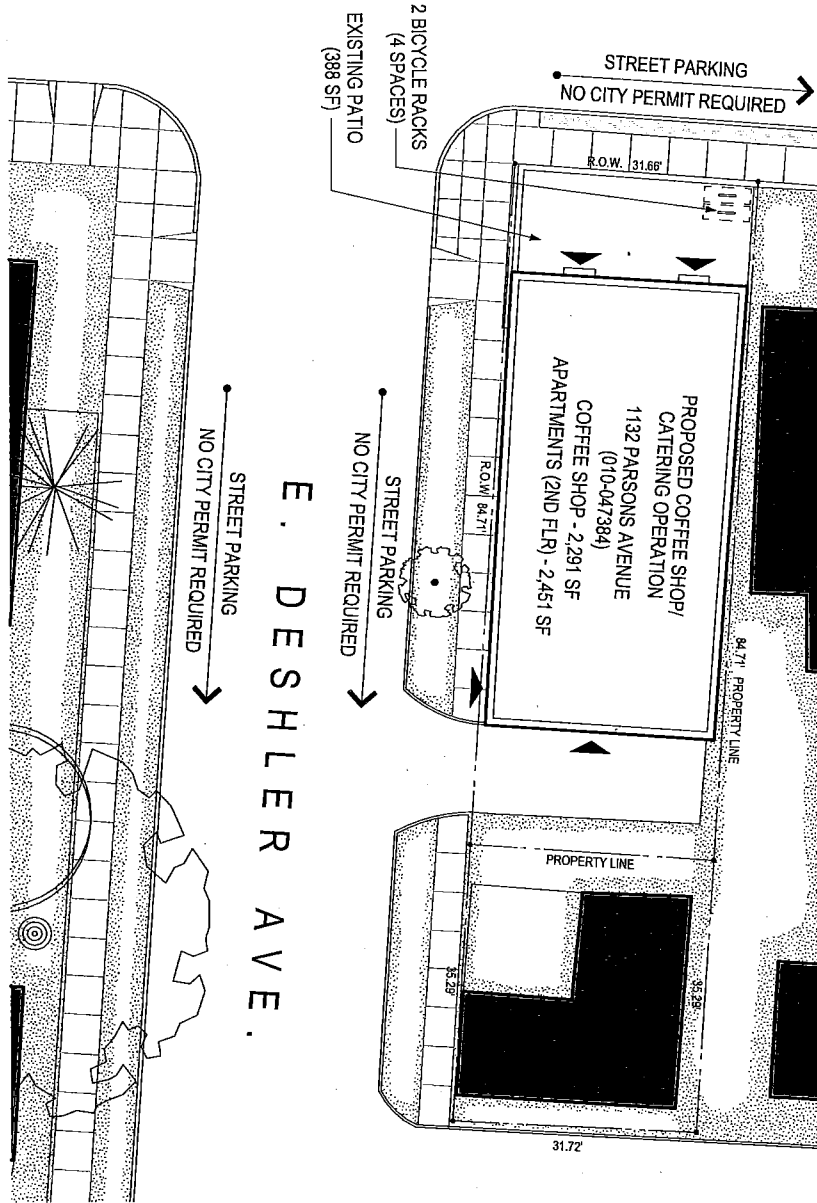 STREET PARKING
NO CITY PERMIT REQUIRED
2 BICYCLE RACKS
(4 SPACES)
EXISTING PATIO
(388 SF)
R.O.W. 31.66'
PROPOSED COFFEE SHOP/
CATERING OPERATION
1132 PARSONS AVENUE
(010-047384)
COFFEE SHOP - 2,291 SF
APARTMENTS (2ND FLR) - 2,451 SF
84.71' PROPERTY LINE
R.O.W 84.71'
STREET PARKING
NO CITY PERMIT REQUIRED
E. DESHLER AVE.
STREET PARKING
NO CITY PERMIT REQUIRED
PROPERTY LINE
35.29'
35.29'
31.72'